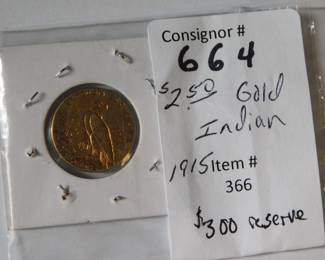 Consignor #
664
$2.50 Gold
Indian
1915 Item #
366
$300 reserve